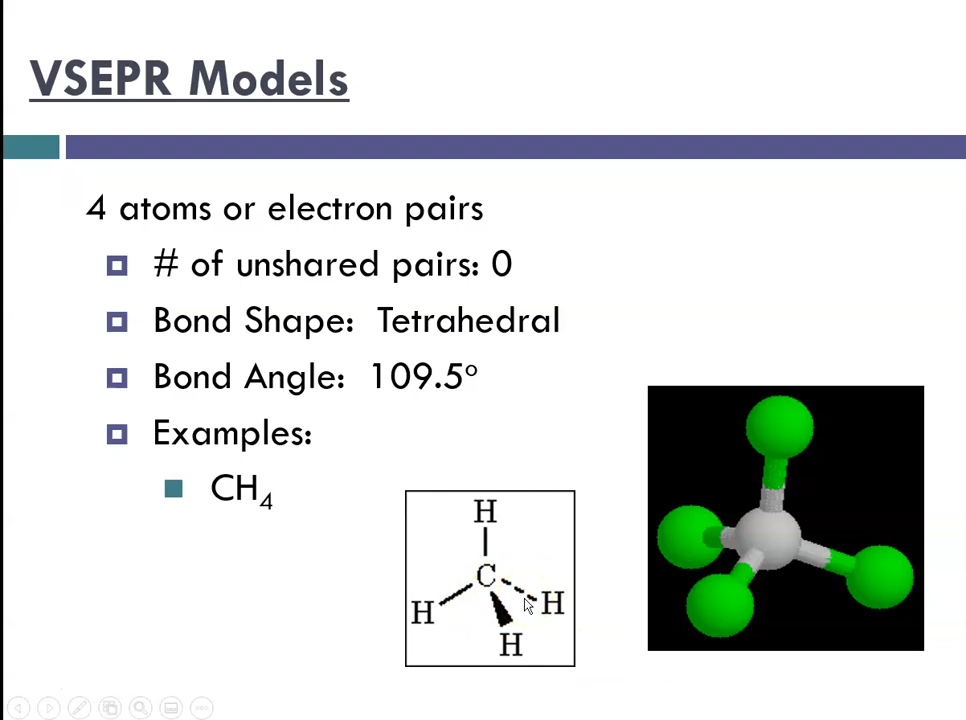 VSEPR Models
4 atoms or electron pairs
# of unshared pairs: 0
Bond Shape: Tetrahedral
Bond Angle: 109.5°
Examples:
CH₄
H
C
H
H
H